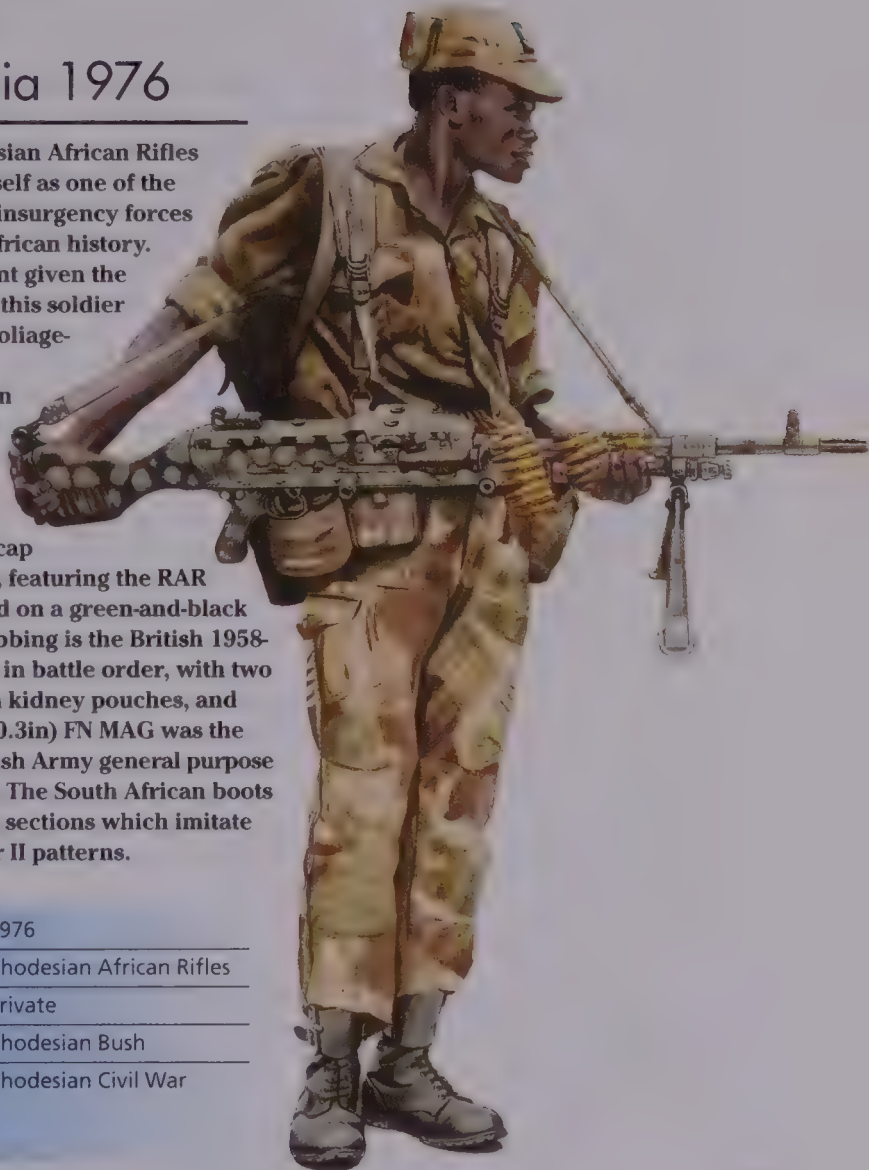 ia 1976
sian African Rifles
self as one of the
insurgency forces
frican history.
nt given the
this soldier
oliage-
n
cap
, featuring the RAR
d on a green-and-black
bbing is the British 1958-
in battle order, with two
n kidney pouches, and
0.3in) FN MAG was the
sh Army general purpose
The South African boots
sections which imitate
r II patterns.
976
hodesian African Rifles
rivate
hodesian Bush
hodesian Civil War